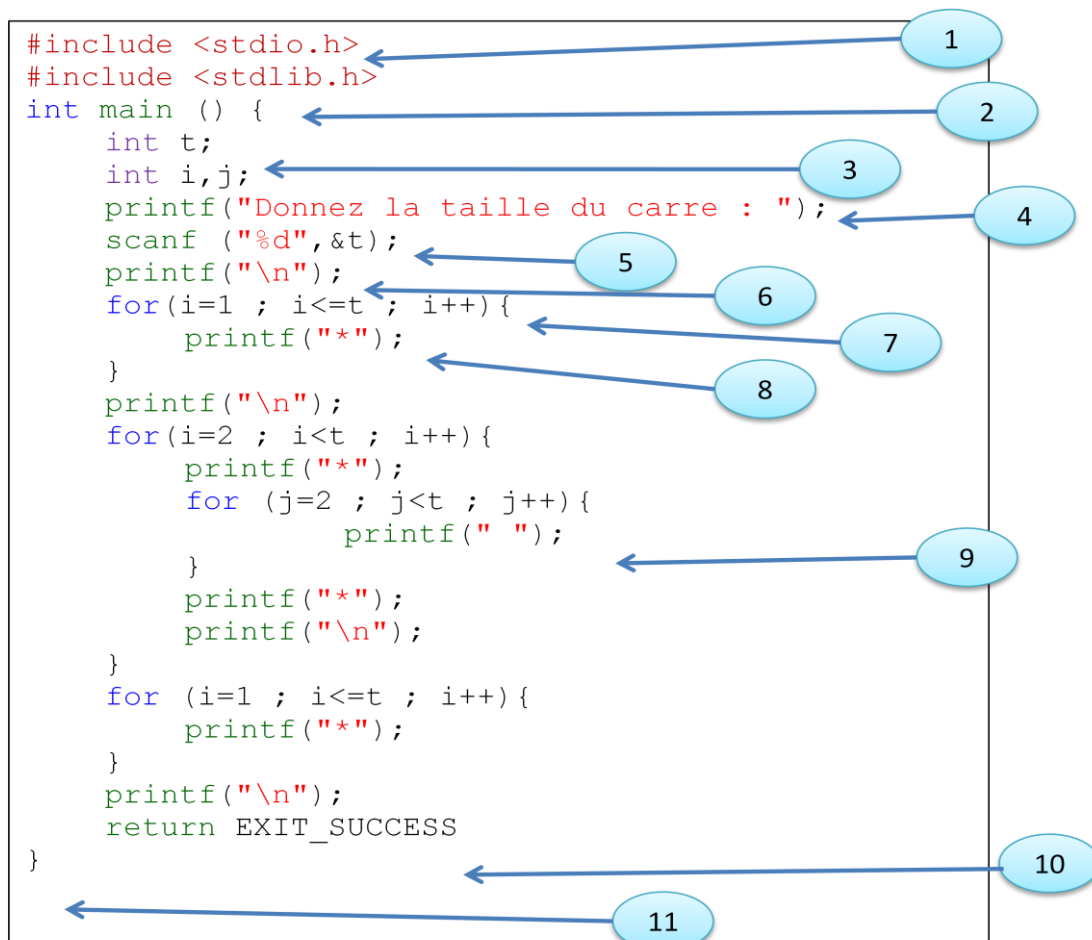 #include <stdio.h>
1
#include <stdlib.h>
int main () {
2
int t;
int i,j;
3
printf("Donnez la taille du carre : ");
4
scanf ("%d",&t);
5
printf("\n");
6
for(i=1 ; i<=t ; i++){
7
printf("*");
8
}
printf("\n");
for(i=2 ; i<t ; i++){
printf("*");
for (j=2 ; j<t ; j++){
printf(" ");
9
}
printf("*");
printf("\n");
}
for (i=1 ; i<=t ; i++){
printf("*");
}
printf("\n");
return EXIT_SUCCESS
}
10
11